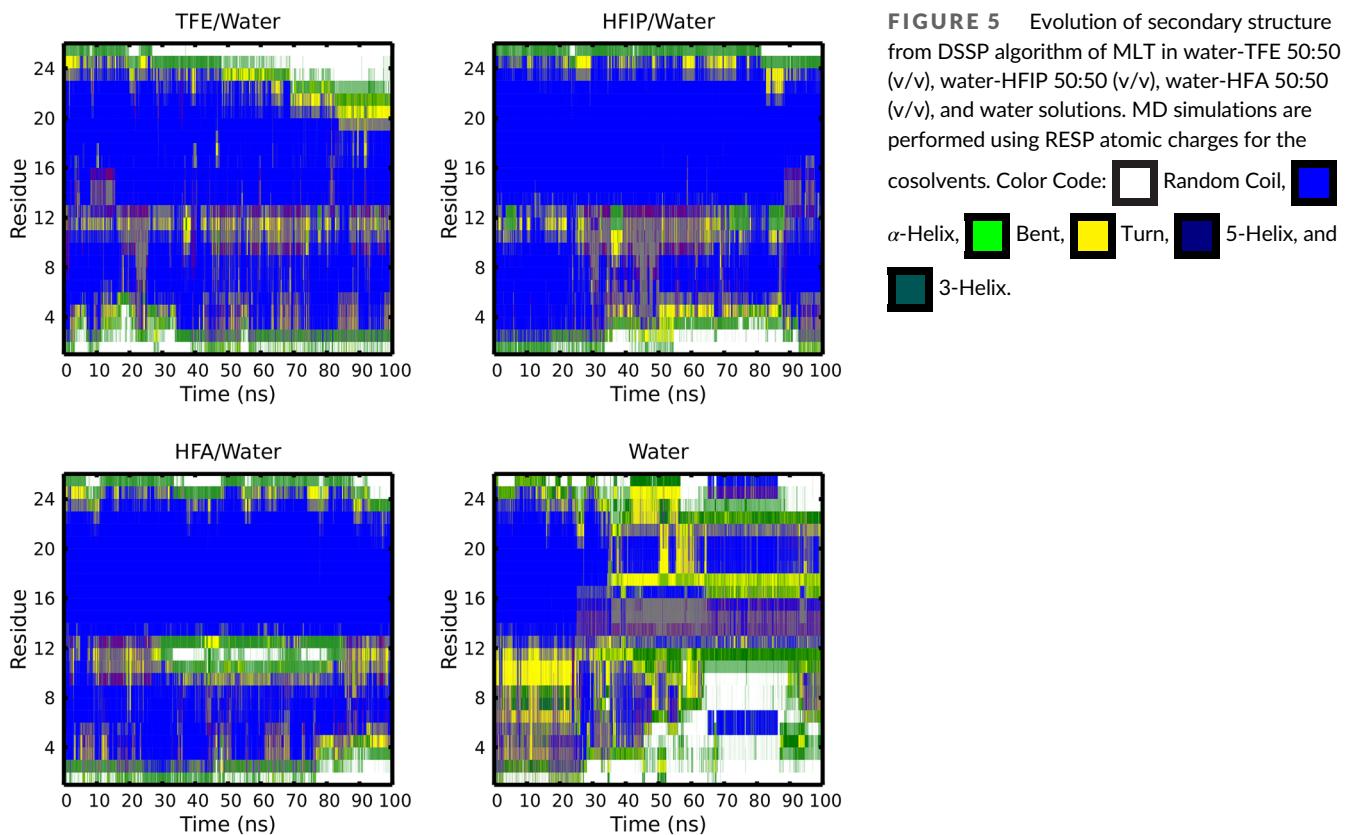 TFE/Water
HFIP/Water
Residue
24
20
16
12
8
4
0 10 20 30 40 50 60 70 80 90 100
Time (ns)
Residue
24
20
16
12
8
4
0 10 20 30 40 50 60 70 80 90 100
Time (ns)
HFA/Water
Water
Residue
24
20
16
12
8
4
0 10 20 30 40 50 60 70 80 90 100
Time (ns)
Residue
24
20
16
12
8
4
0 10 20 30 40 50 60 70 80 90 100
Time (ns)
FIGURE 5 Evolution of secondary structure
from DSSP algorithm of MLT in water-TFE 50:50
(v/v), water-HFIP 50:50 (v/v), water-HFA 50:50
(v/v), and water solutions. MD simulations are
performed using RESP atomic charges for the
cosolvents. Color Code: Random Coil,
α-Helix, Bent, Turn, 5-Helix, and
3-Helix.